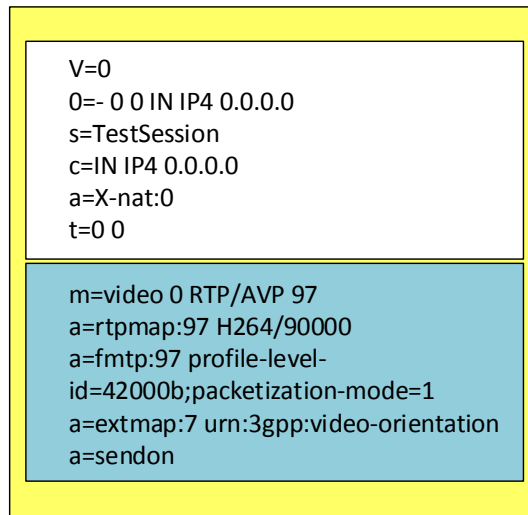 V=0
0=- 0 0 IN IP4 0.0.0.0
s=TestSession
c=IN IP4 0.0.0.0
a=X-nat:0
t=0 0
m=video 0 RTP/AVP 97
a=rtpmap:97 H264/90000
a=fmtp:97 profile-level-
id=42000b;packetization-mode=1
a=extmap:7 urn:3gpp:video-orientation
a=sendon